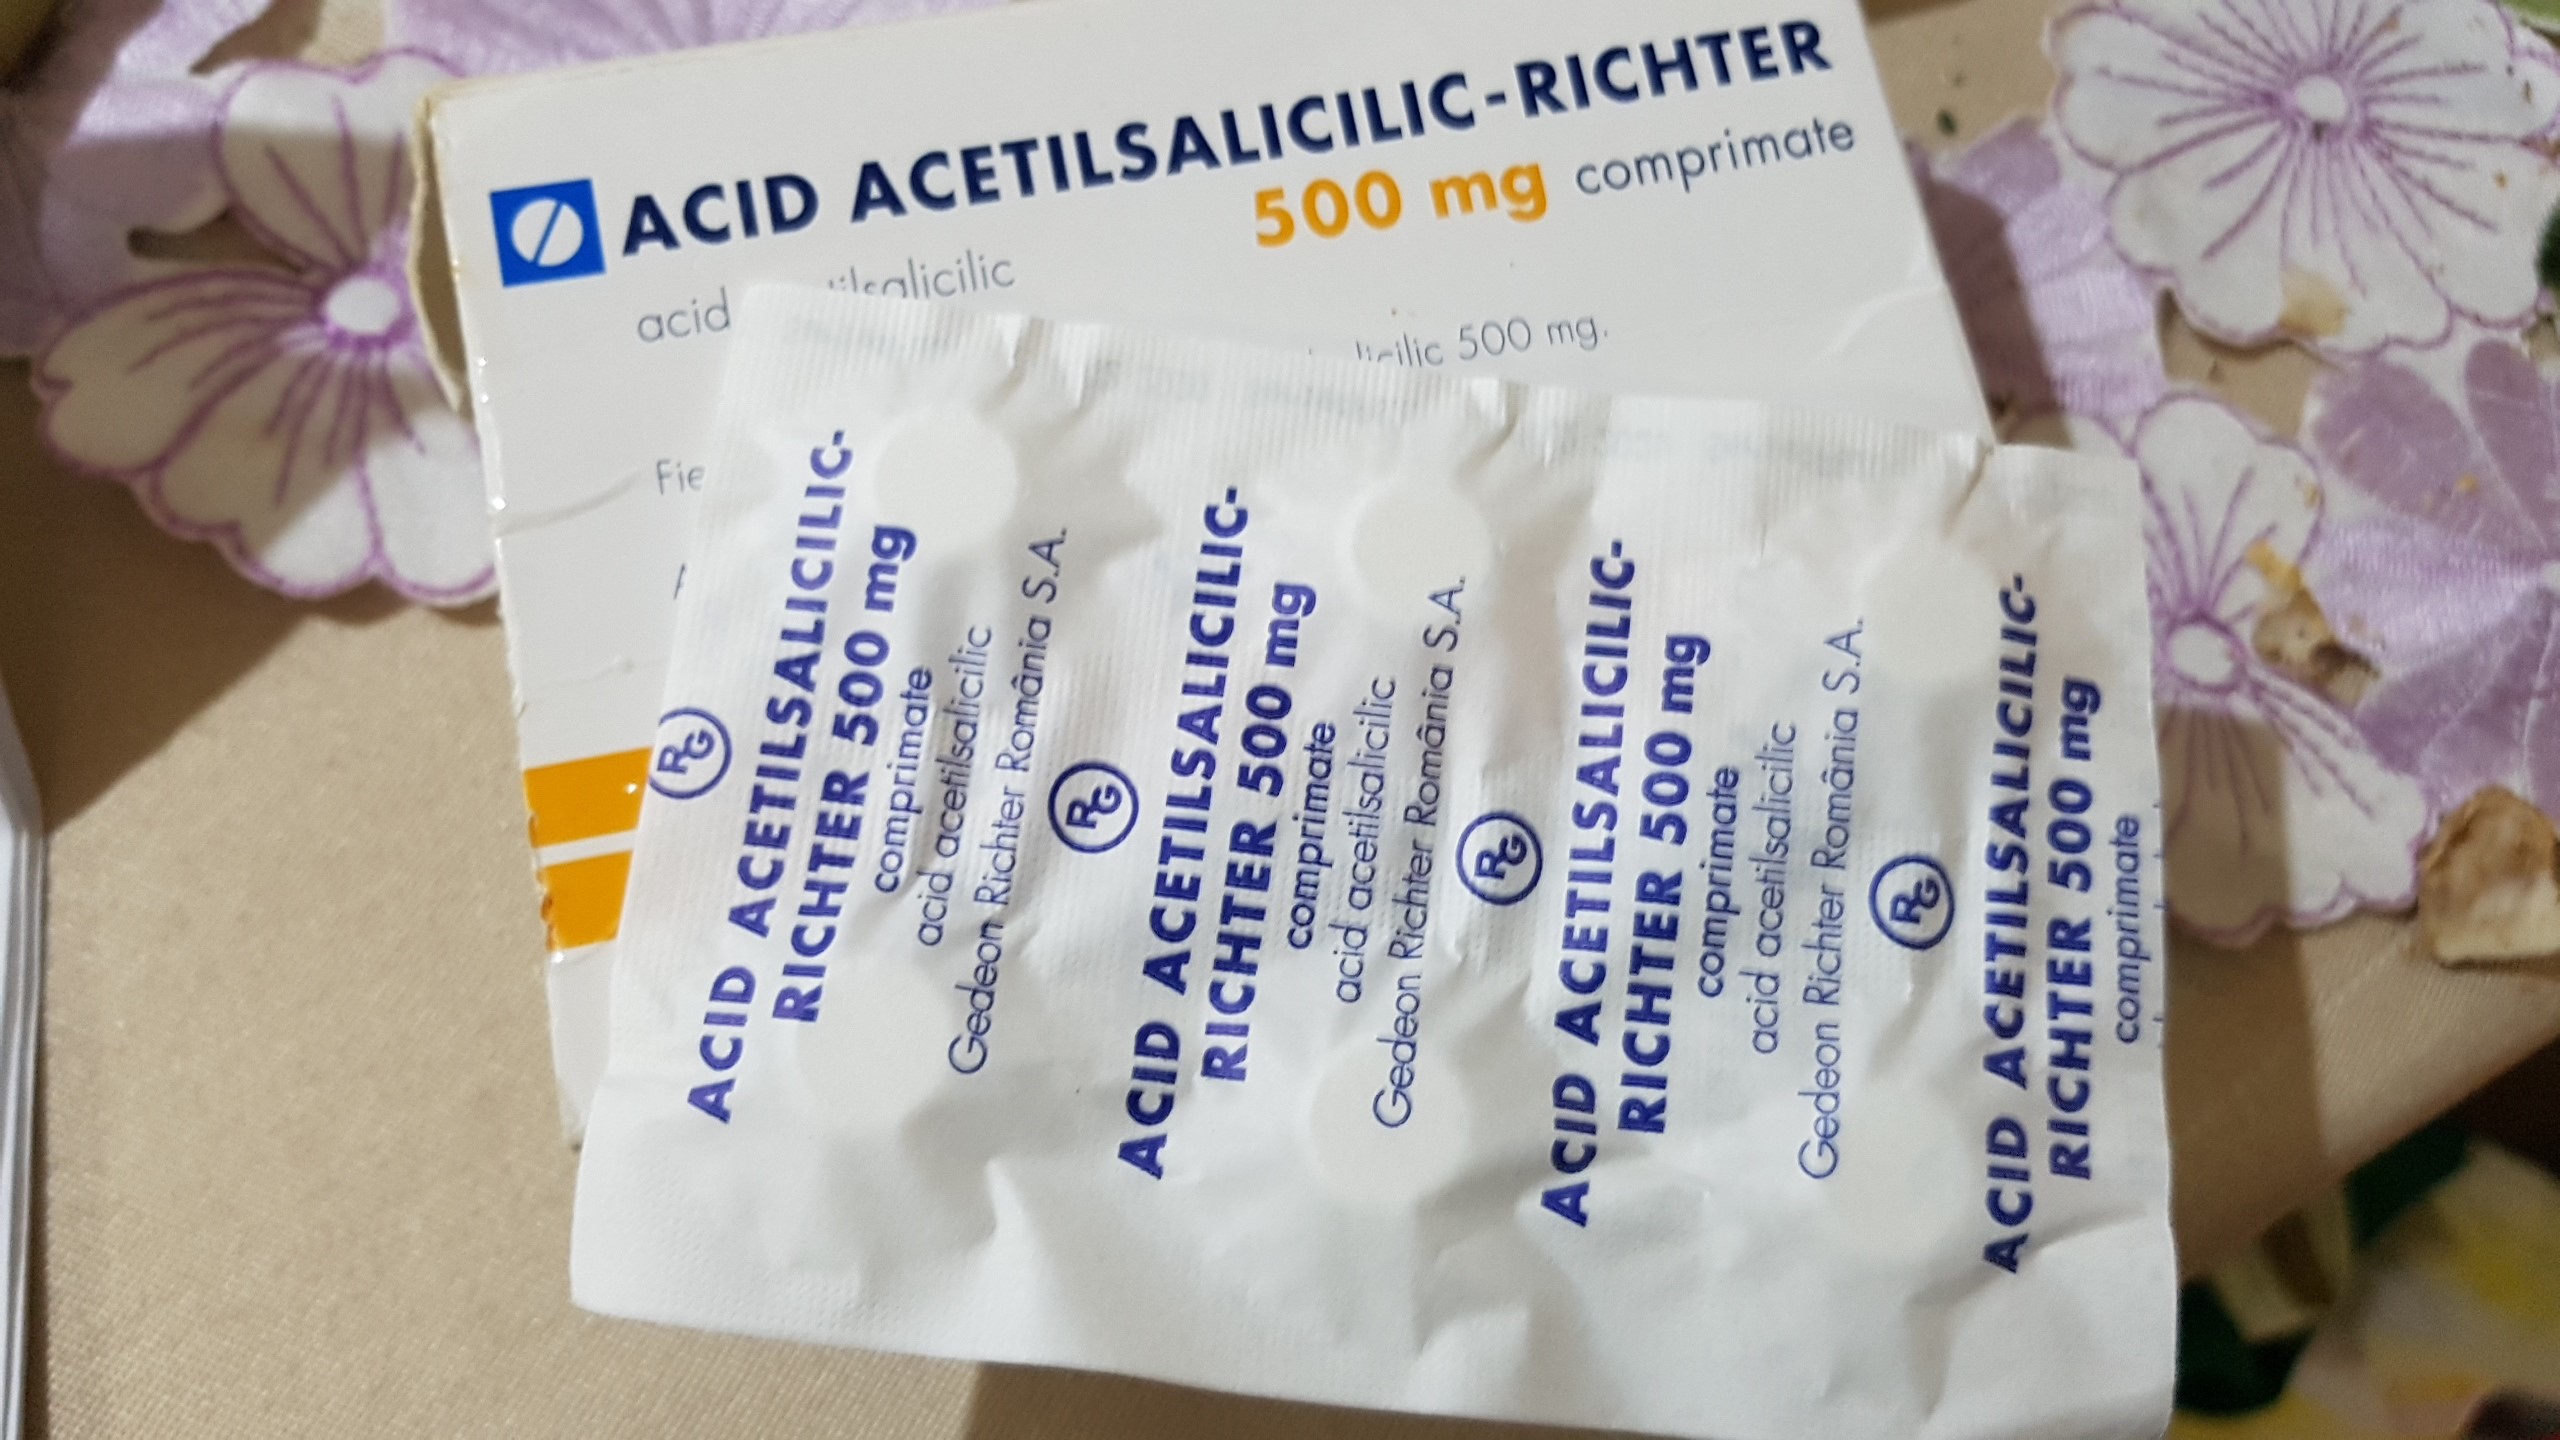 ACID ACETILSALICILIC-RICHTER
500 mg comprimate
acid
500 mg.
RG
ACID ACETILSALICILIC-
RICHTER 500 mg
comprimate
acid acetilsalicilic
Gedeon Richter România S.A.
RG
ACID ACETILSALICILIC-
RICHTER 500 mg
comprimate
acid acetilsalicilic
Gedeon Richter România S.A.
RG
ACID ACETILSALICILIC-
RICHTER 500 mg
comprimate
acid acetilsalicilic
Gedeon Richter România S.A.
RG
ACID ACETILSALICILIC-
RICHTER 500 mg
comprimate